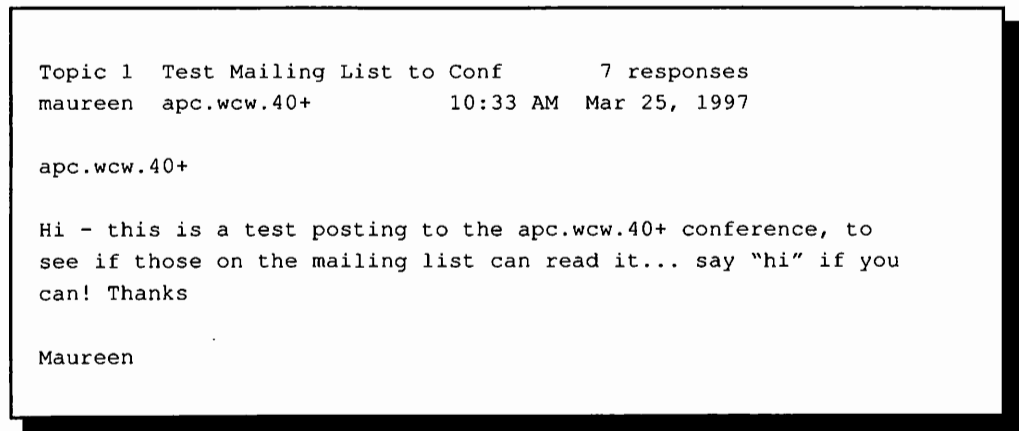 Topic 1  Test Mailing List to Conf       7 responses
maureen  apc.wcw.40+          10:33 AM  Mar 25, 1997
apc.wcw.40+
Hi - this is a test posting to the apc.wcw.40+ conference, to
see if those on the mailing list can read it... say "hi" if you
can! Thanks
Maureen